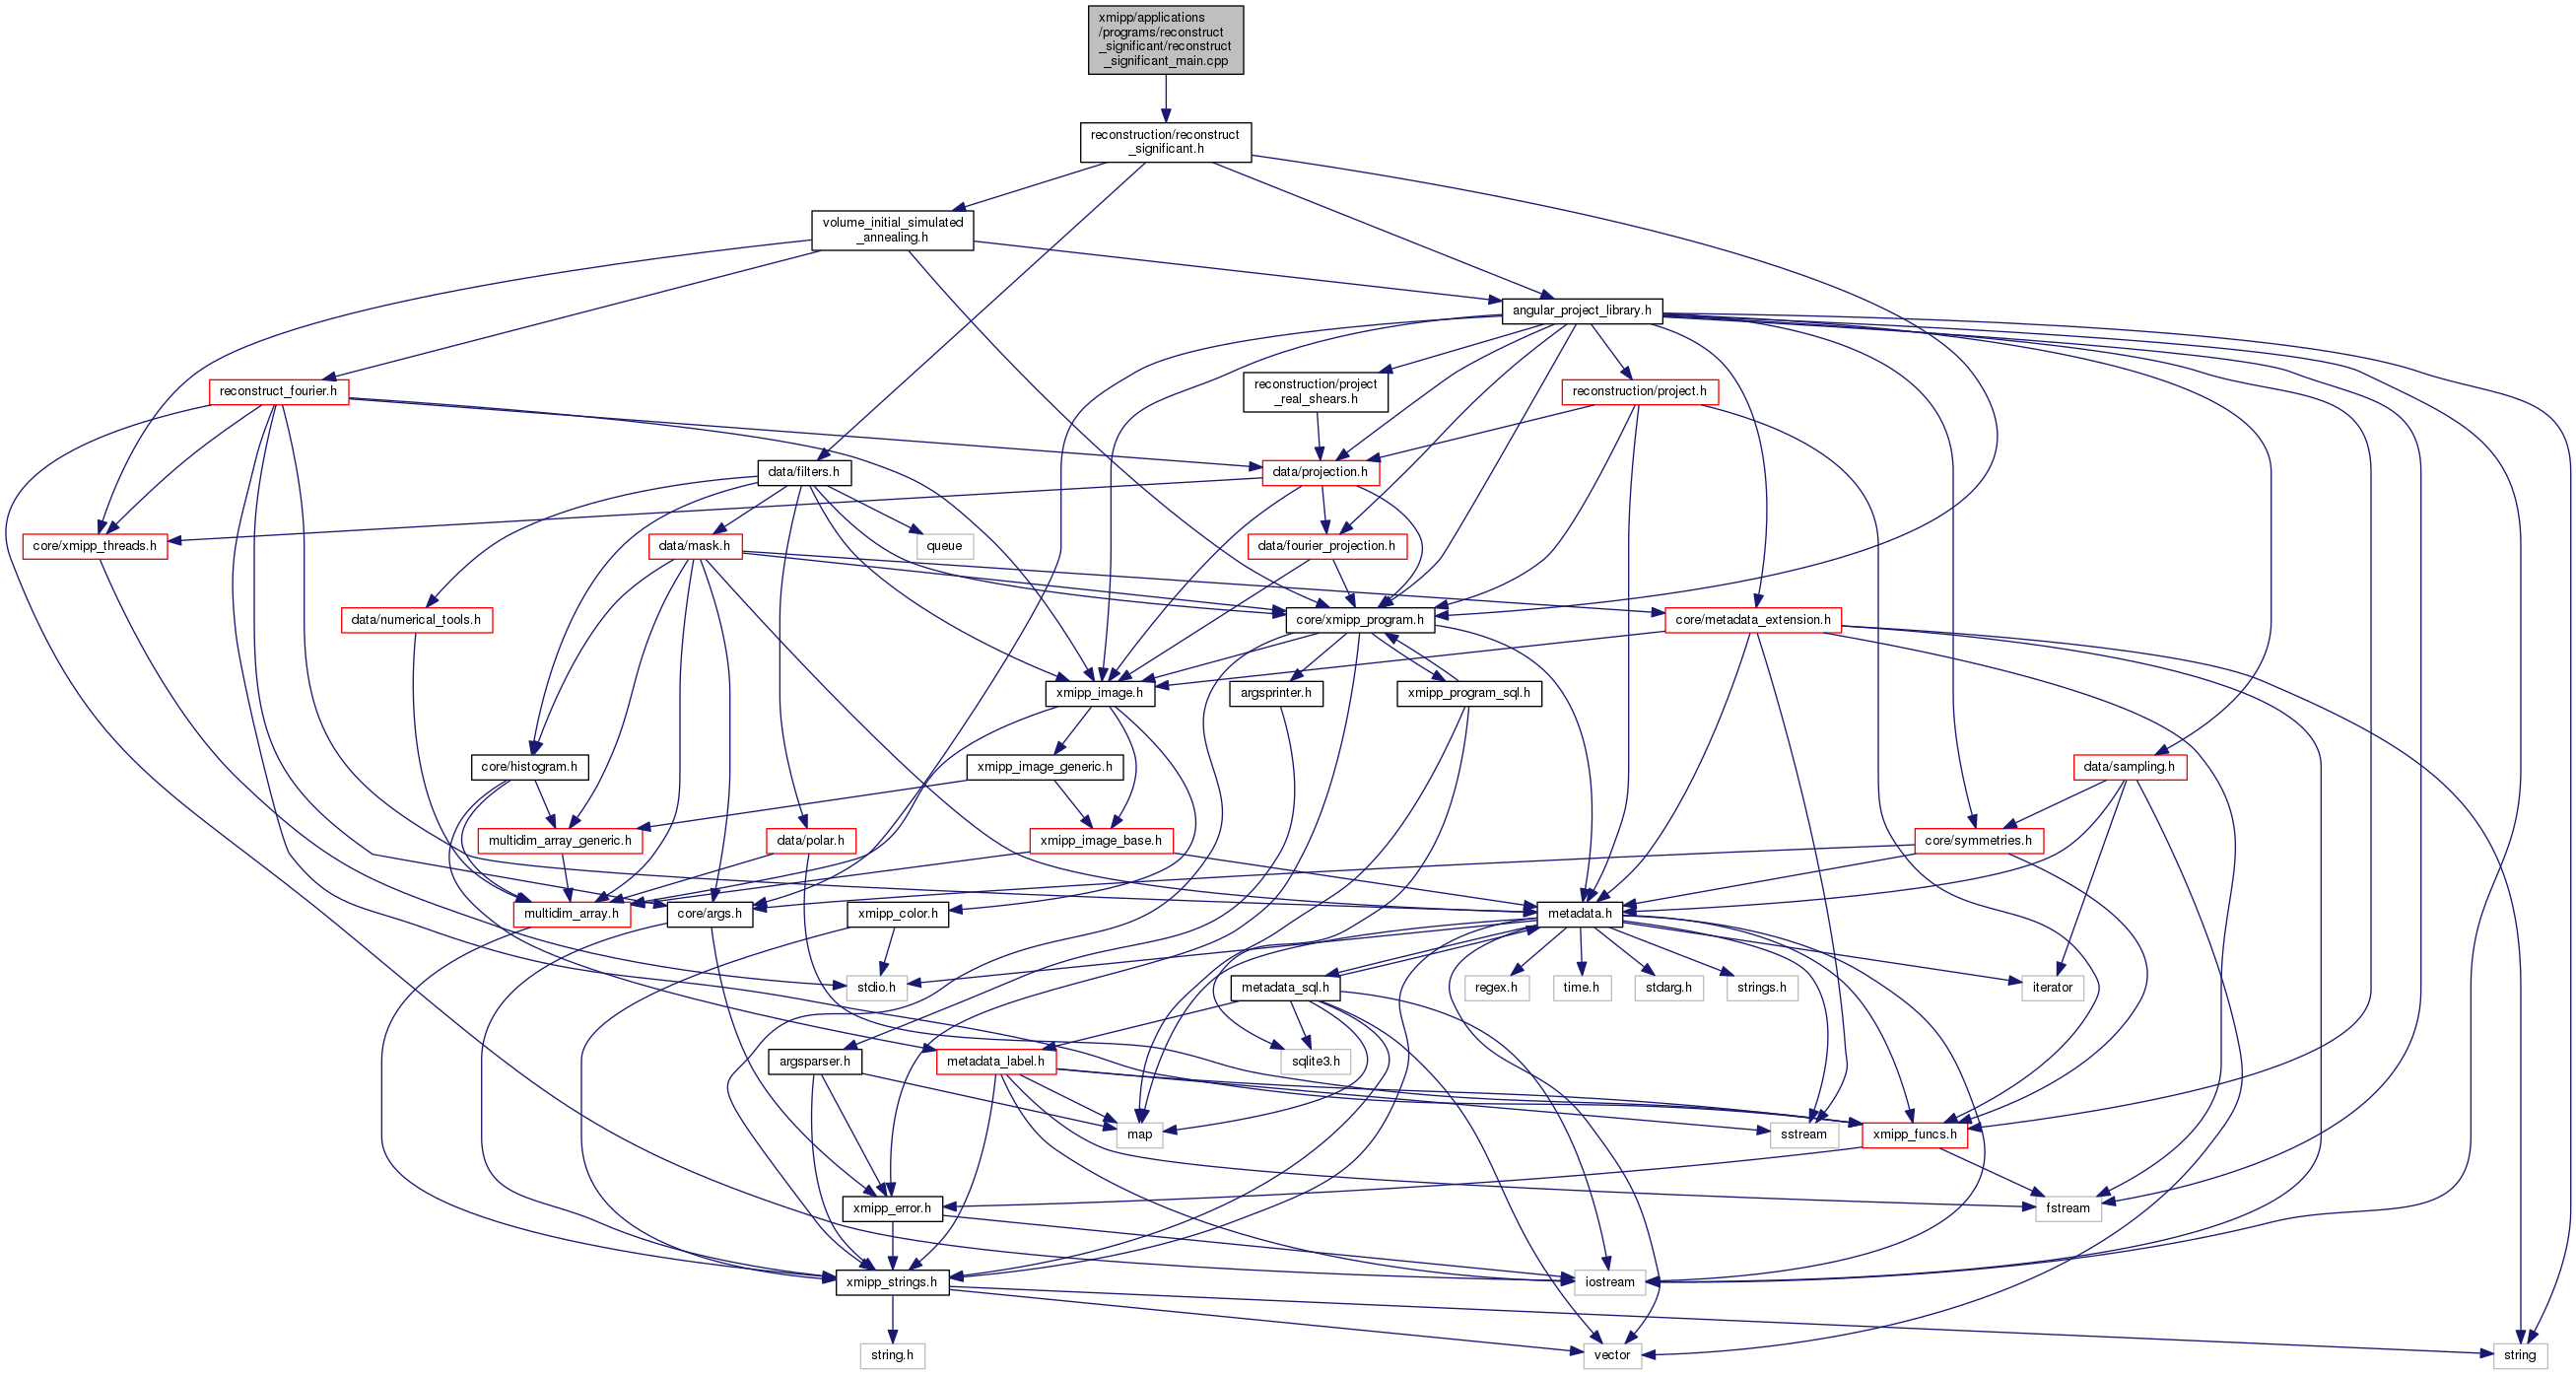 xmipp/applications
/programs/reconstruct
_significant/reconstruct
_significant_main.cpp
reconstruction/reconstruct
_significant.h
volume_initial_simulated
_annealing.h
angular_project_library.h
reconstruct_fourier.h
reconstruction/project
_real_shears.h
reconstruction/project.h
data/filters.h
data/projection.h
core/xmipp_threads.h
data/mask.h
queue
data/fourier_projection.h
data/numerical_tools.h
core/xmipp_program.h
core/metadata_extension.h
xmipp_image.h
argsprinter.h
xmipp_program_sql.h
core/histogram.h
xmipp_image_generic.h
data/sampling.h
multidim_array_generic.h
data/polar.h
xmipp_image_base.h
core/symmetries.h
multidim_array.h
core/args.h
xmipp_color.h
metadata.h
stdio.h
metadata_sql.h
regex.h
time.h
stdarg.h
strings.h
iterator
argsparser.h
metadata_label.h
sqlite3.h
map
sstream
xmipp_funcs.h
xmipp_error.h
fstream
xmipp_strings.h
iostream
string.h
vector
string